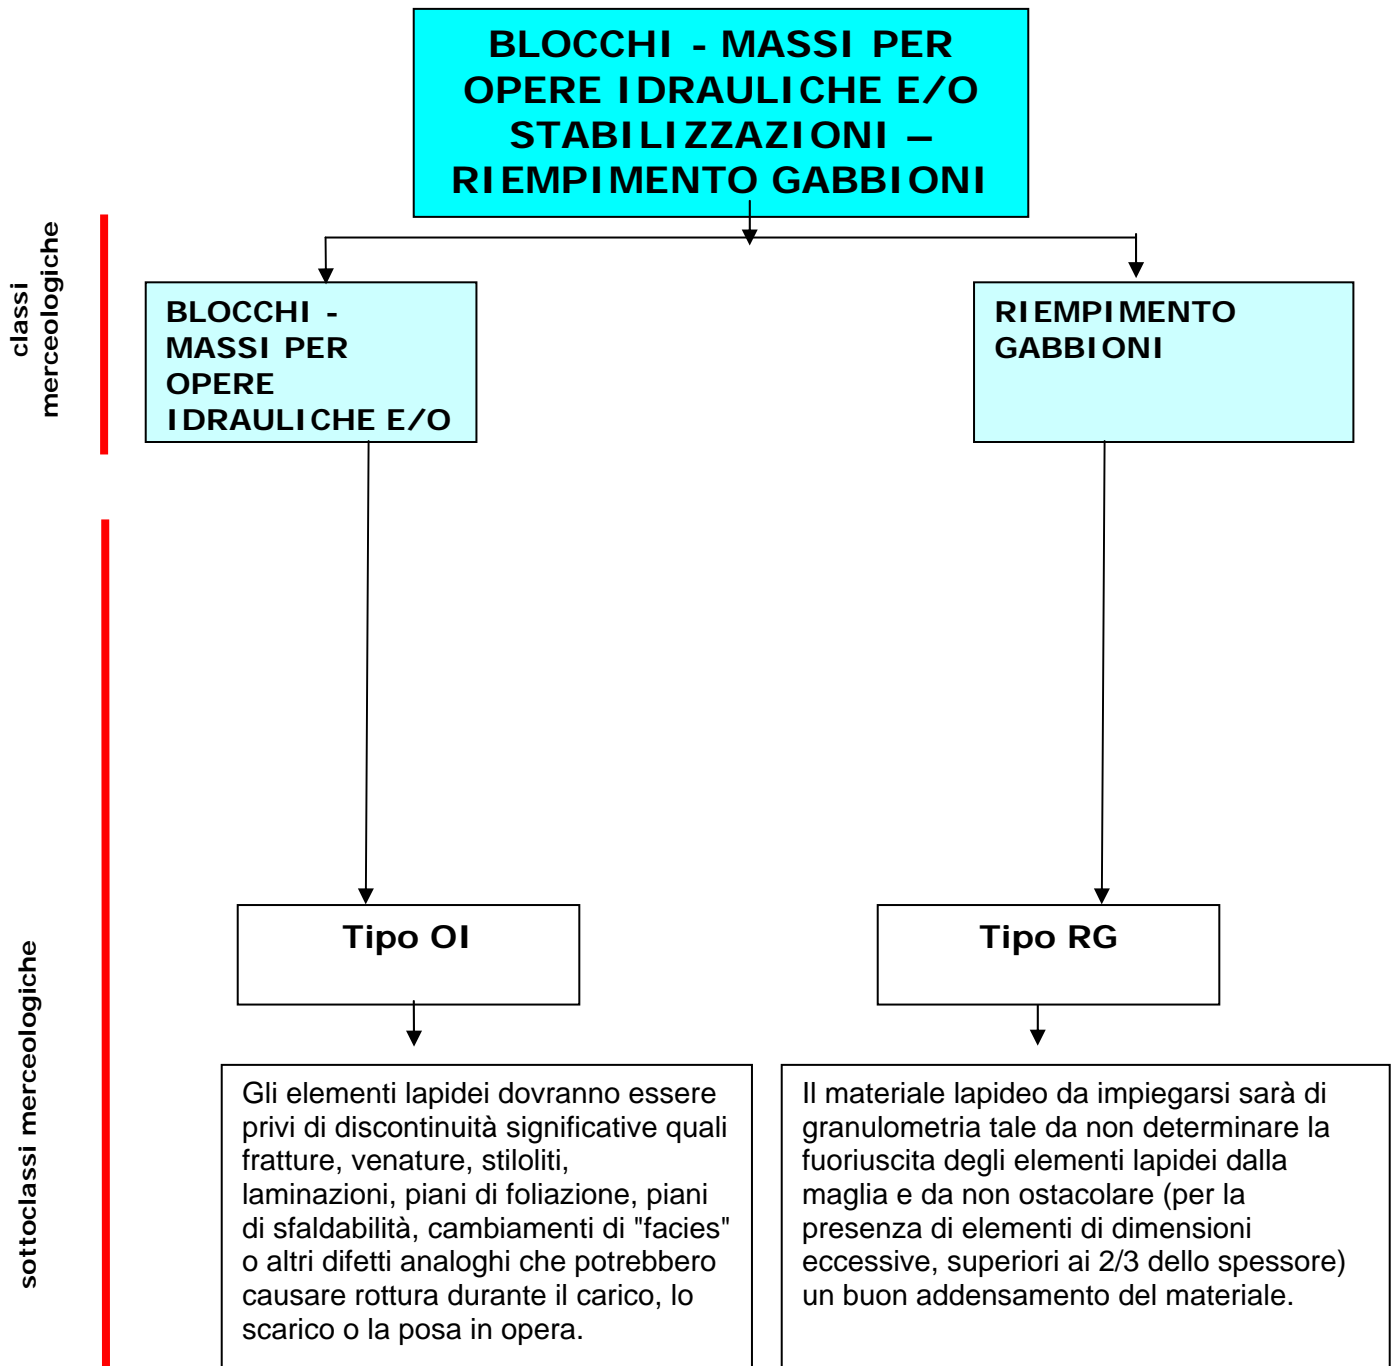 BLOCCHI - MASSI PER
OPERE IDRAULICHE E/O
STABILIZZAZIONI –
RIEMPIMENTO GABBIONI
classi
merceologiche
BLOCCHI -
MASSI PER
OPERE
IDRAULICHE E/O
RIEMPIMENTO
GABBIONI
sottoclassi merceologiche
Tipo OI
Tipo RG
Gli elementi lapidei dovranno essere
privi di discontinuità significative quali
fratture, venature, stiloliti,
laminazioni, piani di foliazione, piani
di sfaldabilità, cambiamenti di "facies"
o altri difetti analoghi che potrebbero
causare rottura durante il carico, lo
scarico o la posa in opera.
Il materiale lapideo da impiegarsi sarà di
granulometria tale da non determinare la
fuoriuscita degli elementi lapidei dalla
maglia e da non ostacolare (per la
presenza di elementi di dimensioni
eccessive, superiori ai 2/3 dello spessore)
un buon addensamento del materiale.